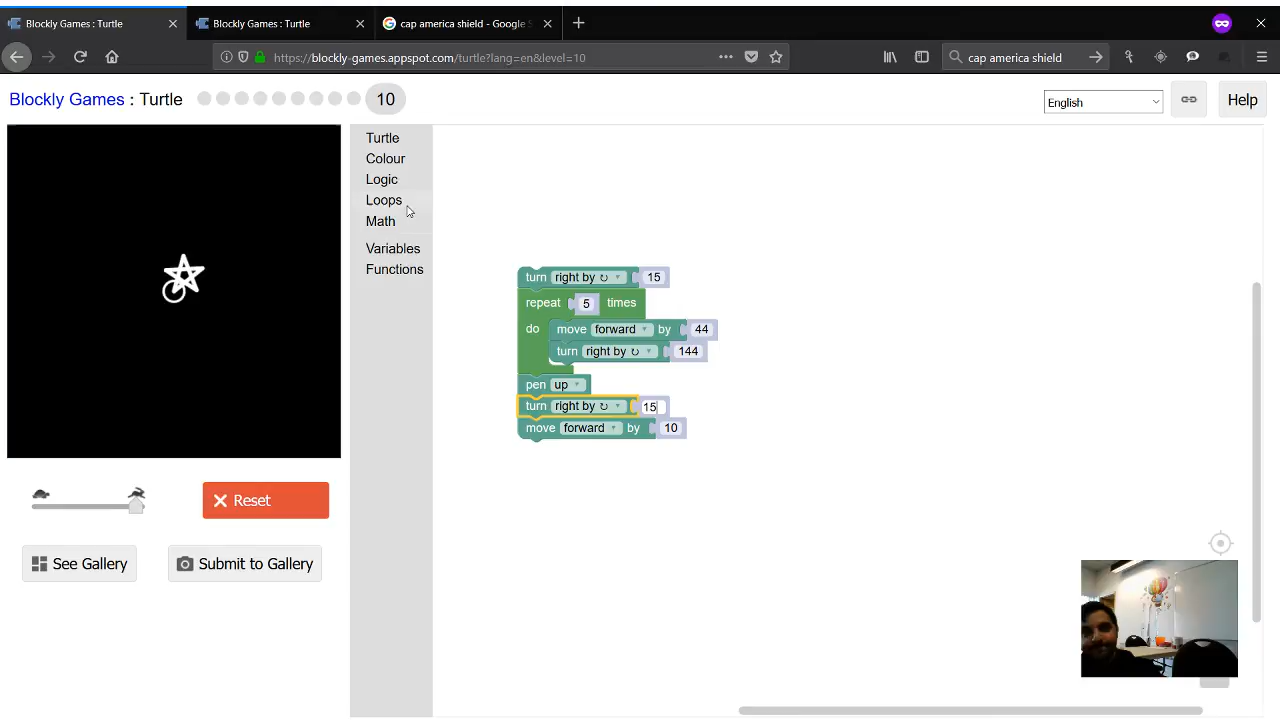 Blockly Games : Turtle
Blockly Games : Turtle
cap america shield - Google S
https://blockly-games.appspot.com/turtle?lang=en&level=10
cap america shield
Blockly Games : Turtle
10
English
Help
Turtle
Colour
Logic
Loops
Math
Variables
Functions
turn right by ↻ 15
repeat 5 times
do move forward by 44
turn right by ↻ 144
pen up
turn right by ↻ 15
move forward by 10
Reset
See Gallery
Submit to Gallery